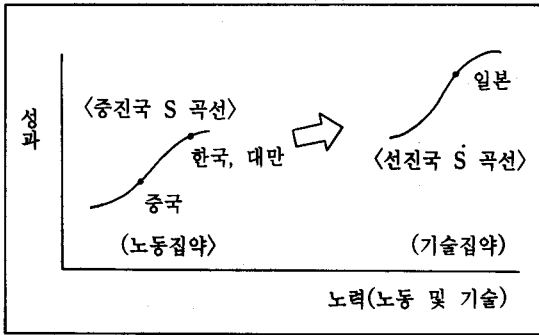 성과
〈중진국 S 곡선〉
한국, 대만
중국
(노동집약〉
일본
〈선진국 S 곡선〉
(기술집약)
노력(노동 및 기술)